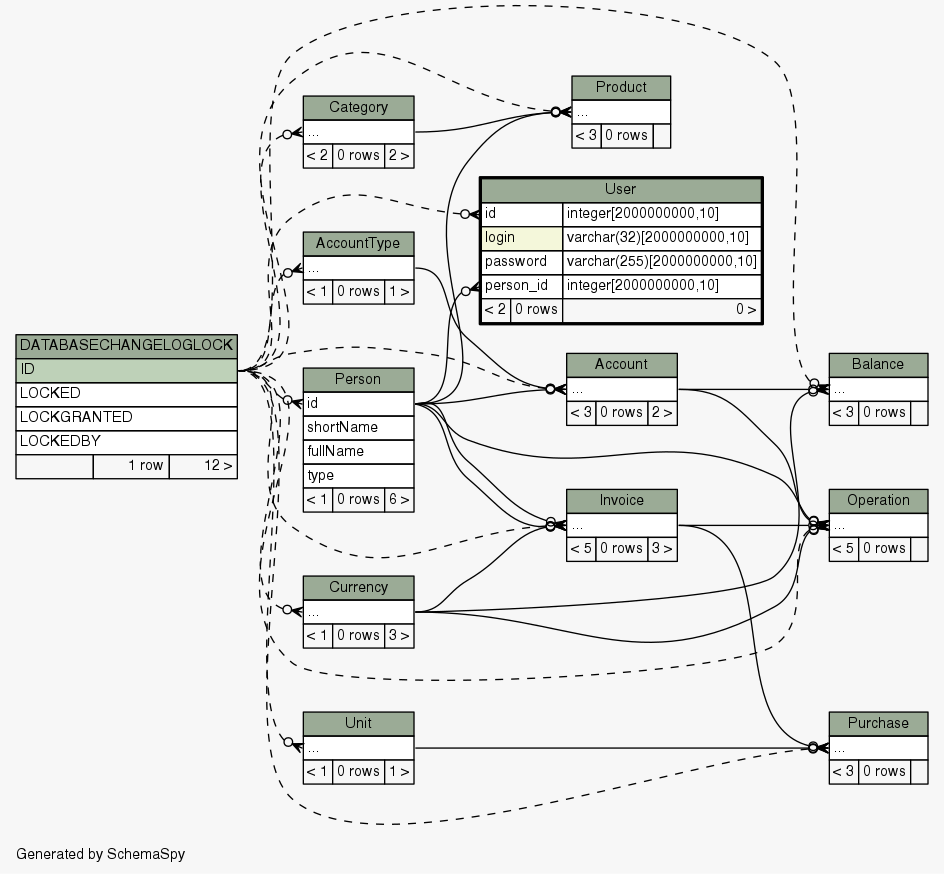 Product
...
< 3 0 rows
Category
...
< 2 0 rows 2 >
User
id integer[2000000000,10]
login varchar(32)[2000000000,10]
password varchar(255)[2000000000,10]
person_id integer[2000000000,10]
< 2 0 rows 0 >
AccountType
...
< 1 0 rows 1 >
DATABASECHANGELOGLOCK
ID
LOCKED
LOCKGRANTED
LOCKEDBY
1 row 12 >
Person
id
shortName
fullName
type
< 1 0 rows 6 >
Account
...
< 3 0 rows 2 >
Balance
...
< 3 0 rows
Invoice
...
< 5 0 rows 3 >
Operation
...
< 5 0 rows
Currency
...
< 1 0 rows 3 >
Unit
...
< 1 0 rows 1 >
Purchase
...
< 3 0 rows
Generated by SchemaSpy